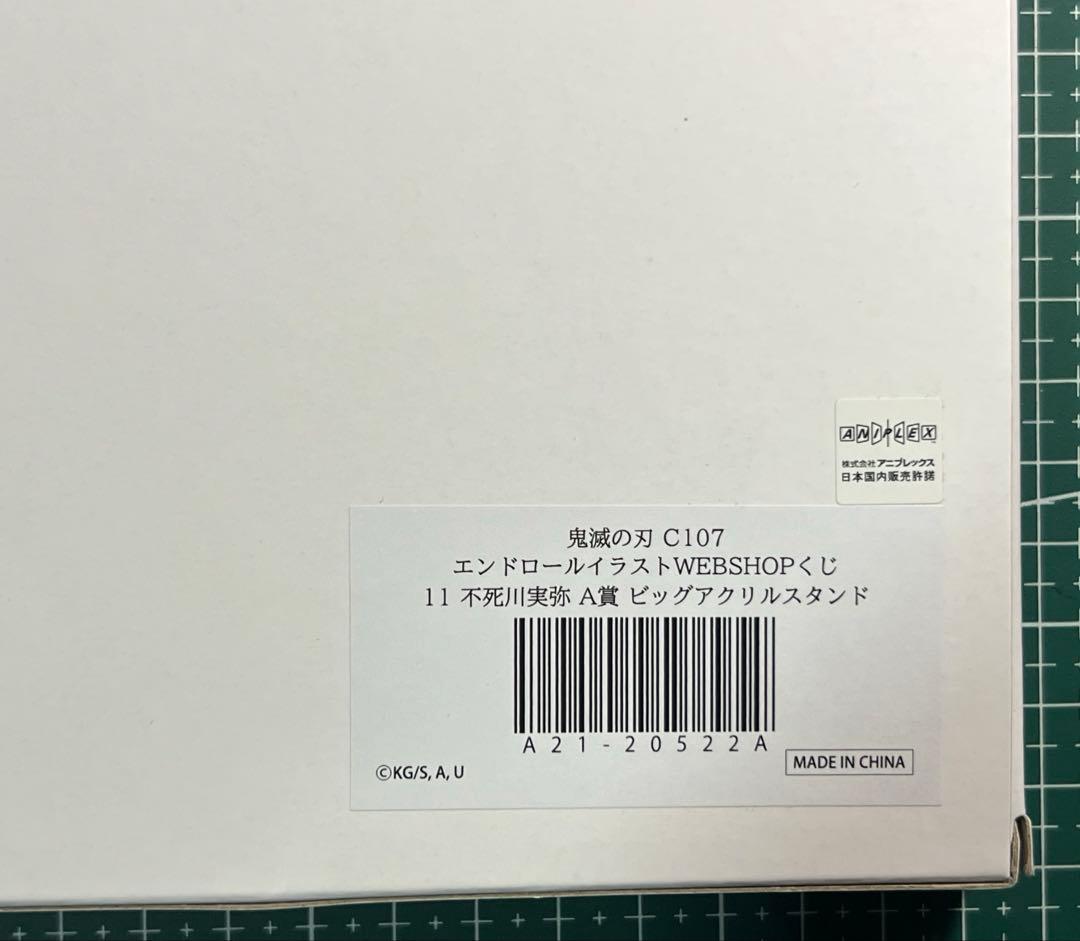 ANIPLEX
株式会社アニプレックス
日本国内販売許諾
鬼滅の刃 C107
エンドロールイラストWEBSHOPくじ
11 不死川実弥 A賞 ビッグアクリルスタンド
A21-20522A
©KG/S, A, U
MADE IN CHINA